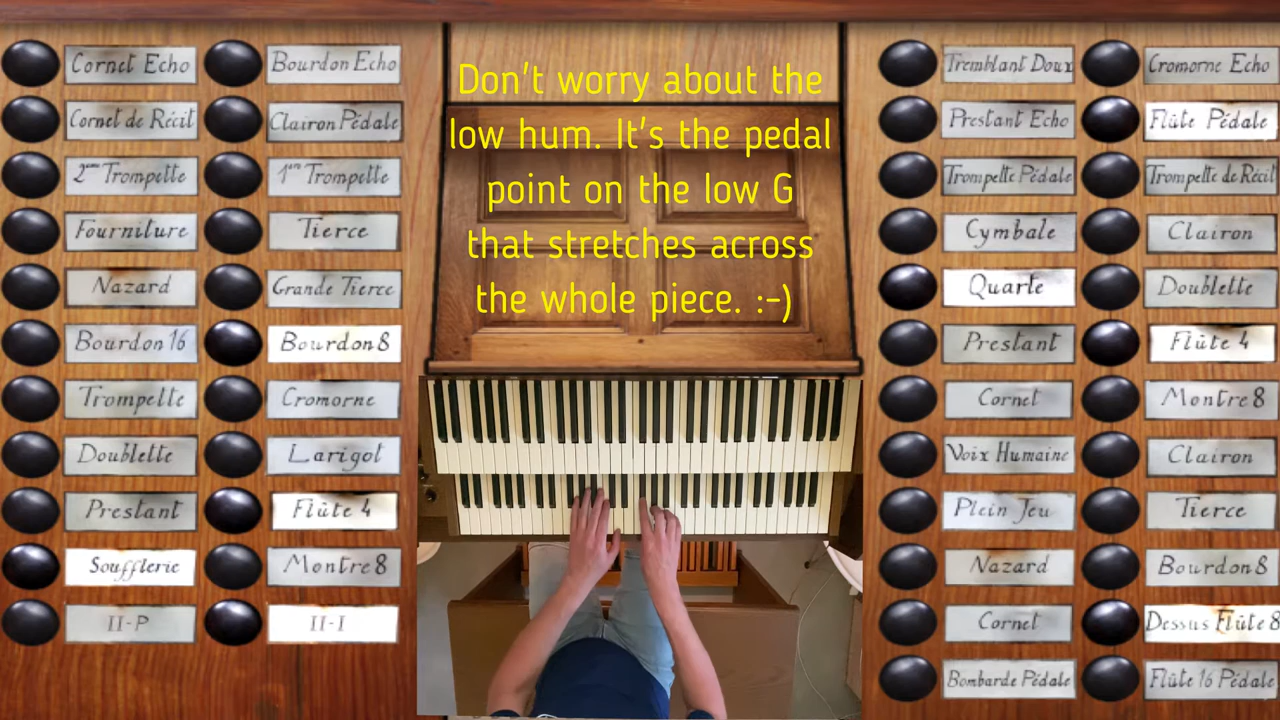 Cornet Echo
Bourdon Echo
Cornet de Récit
Clairon Pédale
2ème Trompette
1ère Trompette
Fourniture
Tierce
Nazard
Grande Tierce
Bourdon 16
Bourdon 8
Trompette
Cromorne
Doublette
Larigot
Prestant
Flûte 4
Soufflerie
Montre 8
II-P
II-I
Don't worry about the
low hum. It's the pedal
point on the low G
that stretches across
the whole piece. :-)
Tremblant Doux
Cromorne Echo
Prestant Echo
Flûte Pédale
Trompette Pédale
Trompette de Récit
Cymbale
Clairon
Quarte
Doublette
Prestant
Flûte 4
Cornet
Montre 8
Voix Humaine
Clairon
Plein Jeu
Tierce
Nazard
Bourdon 8
Cornet
Dessus Flûte 8
Bombarde Pédale
Flûte 16 Pédale